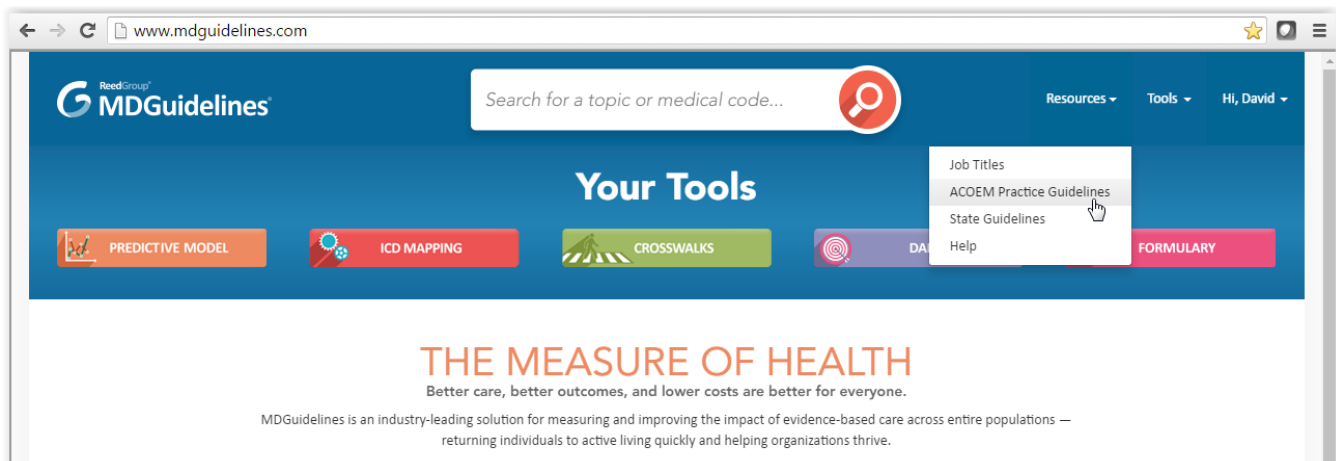 www.mdguidelines.com
ReedGroup®
MDGuidelines®
Search for a topic or medical code...
Resources
Tools
Hi, David
Job Titles
ACOEM Practice Guidelines
State Guidelines
Help
Your Tools
PREDICTIVE MODEL
ICD MAPPING
CROSSWALKS
DA
FORMULARY
THE MEASURE OF HEALTH
Better care, better outcomes, and lower costs are better for everyone.
MDGuidelines is an industry-leading solution for measuring and improving the impact of evidence-based care across entire populations —
returning individuals to active living quickly and helping organizations thrive.